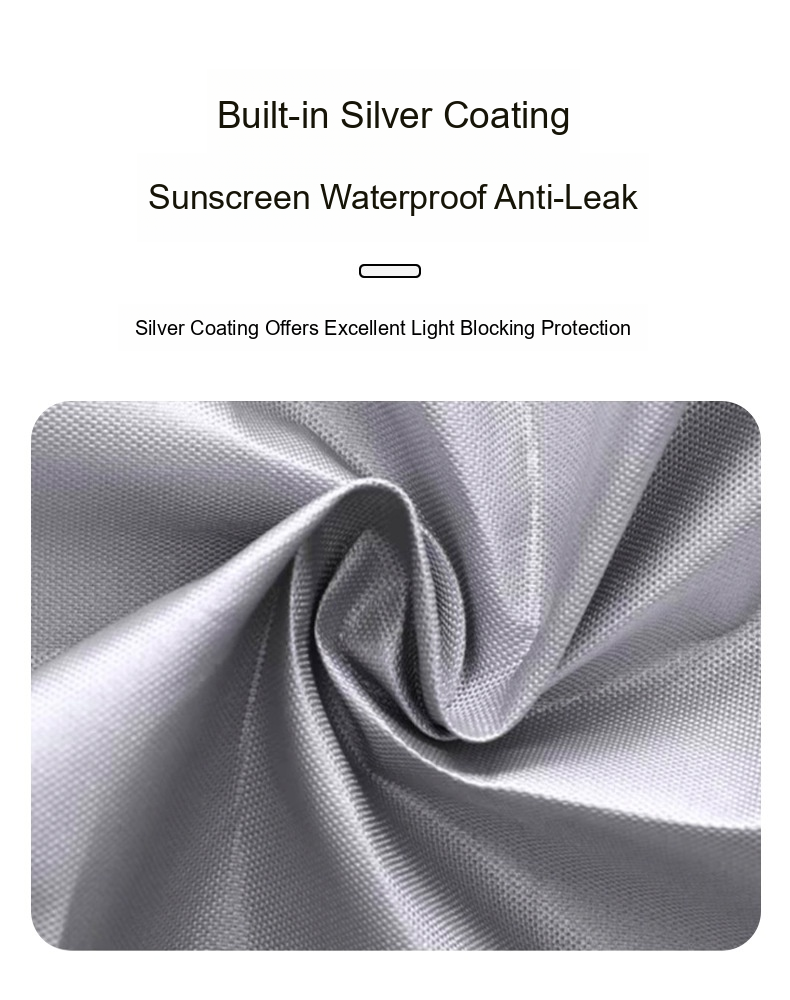 Built-in Silver Coating
Sunscreen Waterproof Anti-Leak
Silver Coating Offers Excellent Light Blocking Protection